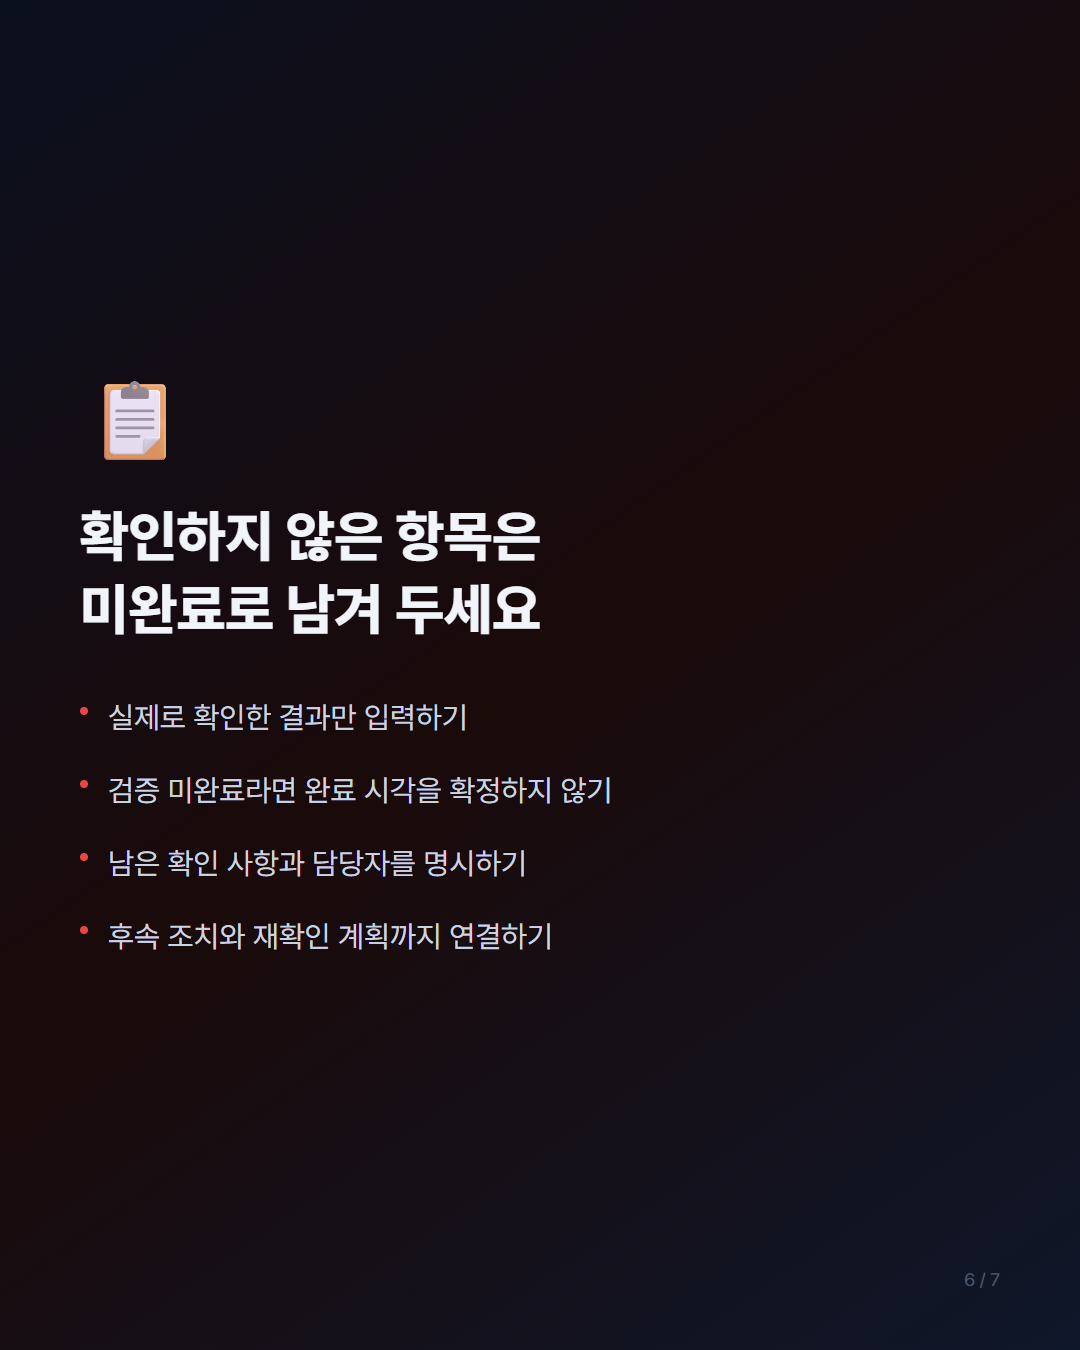 확인하지 않은 항목은
미완료로 남겨 두세요
• 실제로 확인한 결과만 입력하기
• 검증 미완료라면 완료 시각을 확정하지 않기
• 남은 확인 사항과 담당자를 명시하기
• 후속 조치와 재확인 계획까지 연결하기
6 / 7